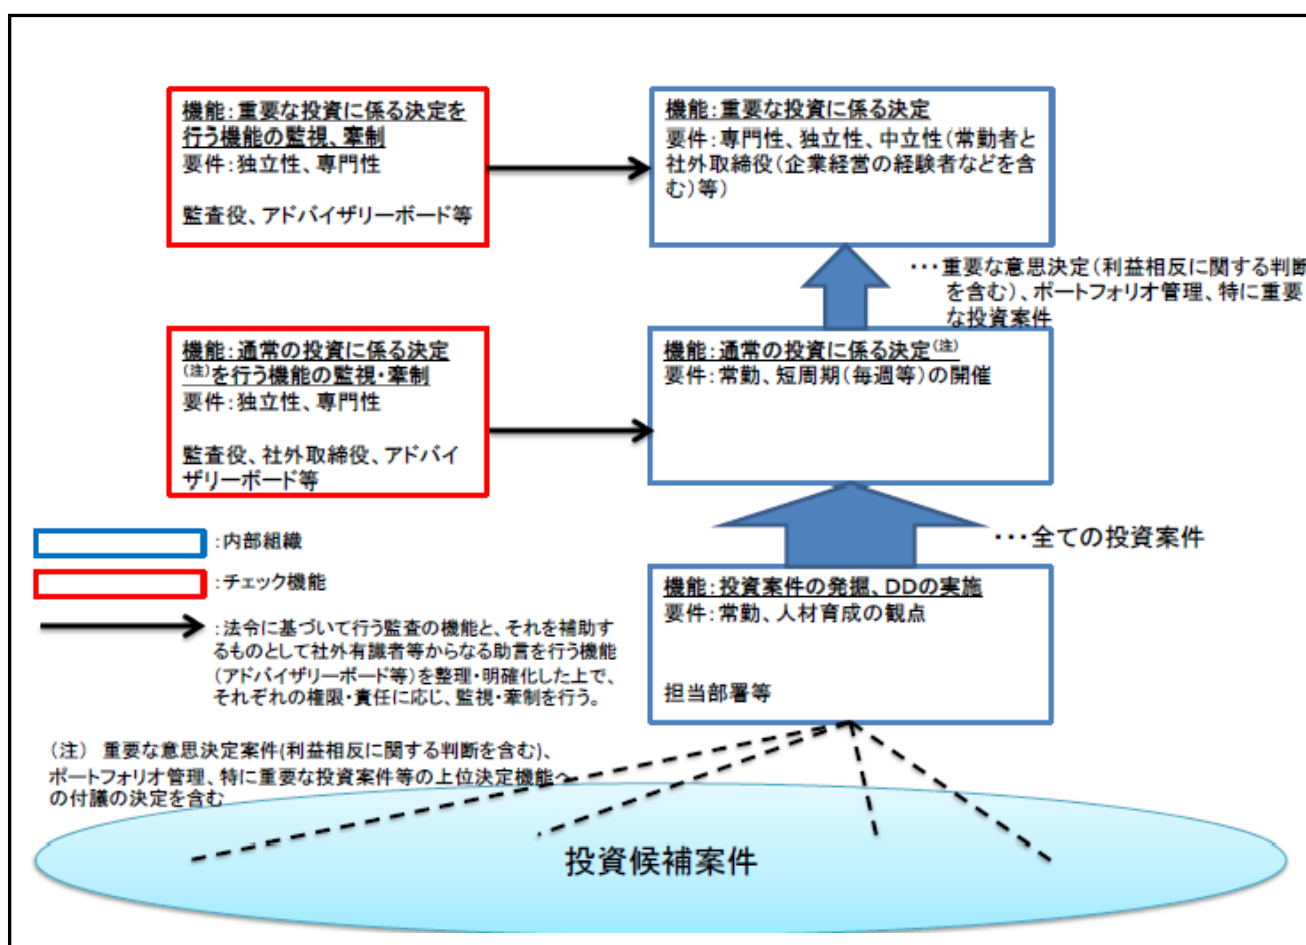 機能：重要な投資に係る決定を
行う機能の監視、牽制
要件：独立性、専門性
監査役、アドバイザリーボード等
機能：重要な投資に係る決定
要件：専門性、独立性、中立性（常勤者と
社外取締役（企業経営の経験者などを含
む）等）
・・・重要な意思決定（利益相反に関する判断
を含む）、ポートフォリオ管理、特に重要
な投資案件
機能：通常の投資に係る決定
（注）を行う機能の監視・牽制
要件：独立性、専門性
監査役、社外取締役、アドバイ
ザリーボード等
機能：通常の投資に係る決定（注）
要件：常勤、短周期（毎週等）の開催
・・・全ての投資案件
：内部組織
：チェック機能
：法令に基づいて行う監査の機能と、それを補助す
るものとして社外有識者等からなる助言を行う機能
（アドバイザリーボード等）を整理・明確化した上で、
それぞれの権限・責任に応じ、監視・牽制を行う。
機能：投資案件の発掘、DDの実施
要件：常勤、人材育成の観点
担当部署等
（注）　重要な意思決定案件(利益相反に関する判断を含む)、
ポートフォリオ管理、特に重要な投資案件等の上位決定機能へ
の付議の決定を含む
投資候補案件